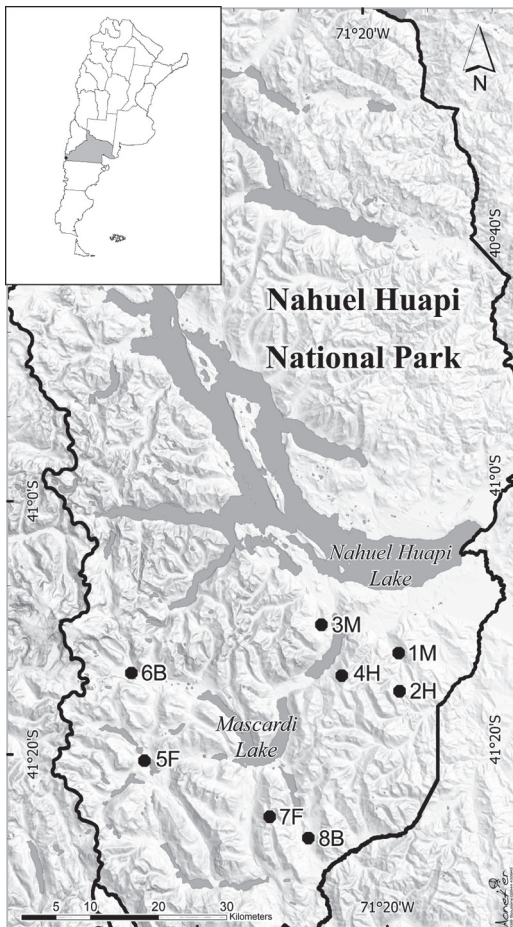 71°20'W
N
40°40'S
Nahuel Huapi
National Park
41°0'S
41°0'S
Nahuel Huapi
Lake
3M
1M
4H
6B
2H
Mascardi
Lake
41°20'S
41°20'S
5F
7F
8B
71°20'W
5 10 20 30
Kilometers